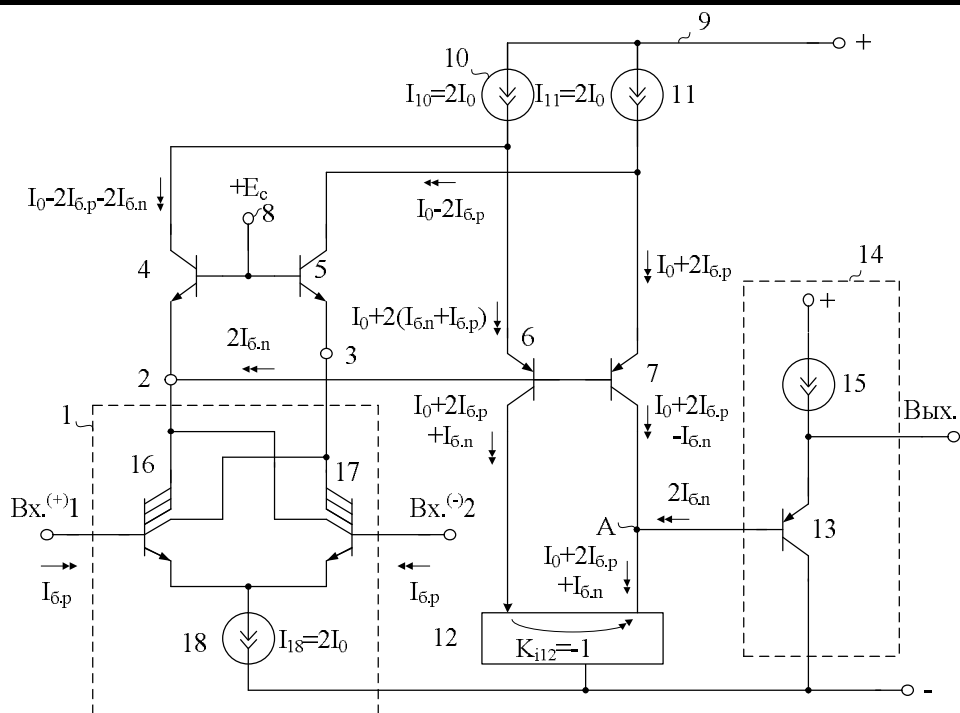 9
+
10
I₁₀=2I₀
I₁₁=2I₀
11
I₀-2Iб.р-2Iб.п
+Eс
8
I₀-2Iб.р
4
5
I₀+2Iб.р
14
+
I₀+2(Iб.п+Iб.р)
6
2Iб.п
3
2
7
15
I₀+2Iб.р
+Iб.п
I₀+2Iб.р
-Iб.п
Вых.
1
16
17
Вх.⁽⁺⁾1
Вх.⁽⁻⁾2
2Iб.п
A
13
I₀+2Iб.р
+Iб.п
Iб.р
Iб.р
18
I₁₈=2I₀
12
Ki12=-1
-